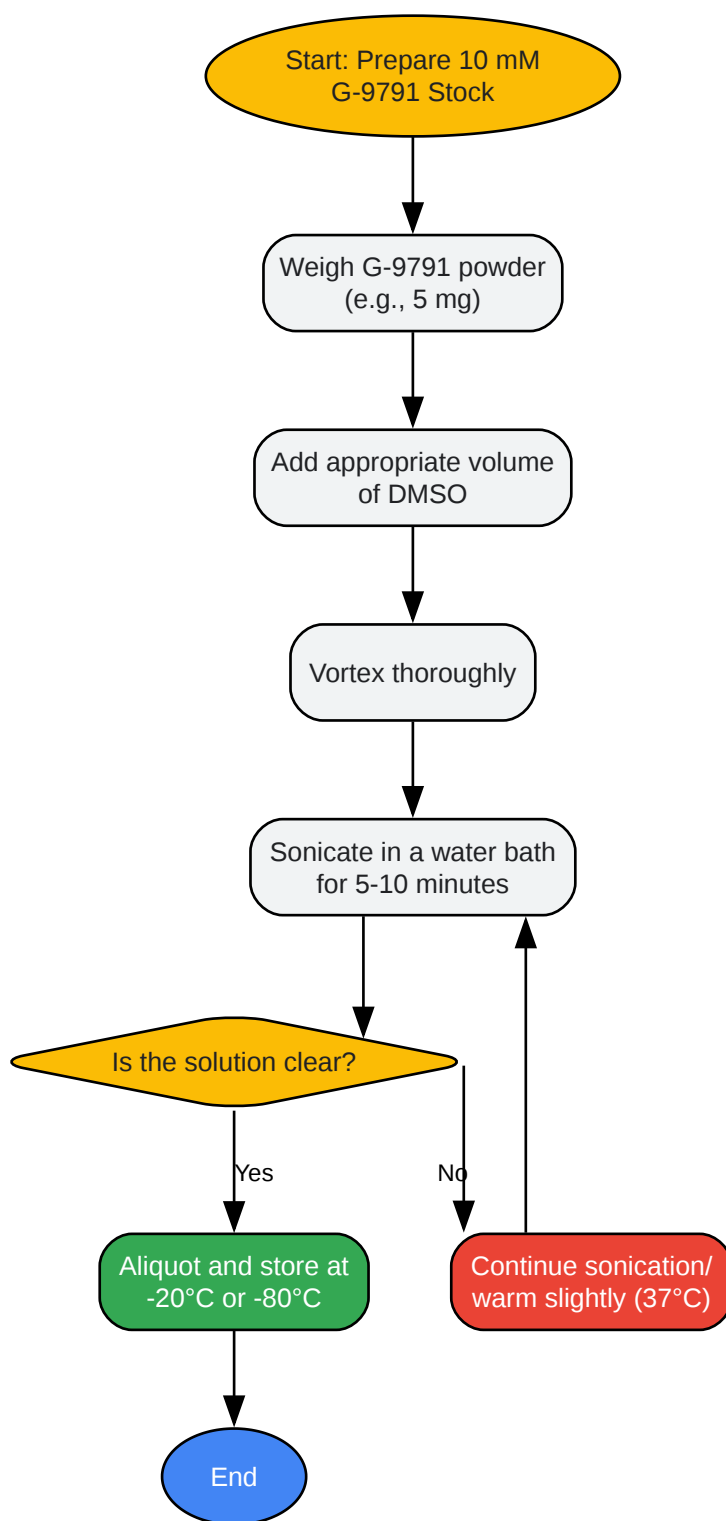 Start: Prepare 10 mM
G-9791 Stock
Weigh G-9791 powder
(e.g., 5 mg)
Add appropriate volume
of DMSO
Vortex thoroughly
Sonicate in a water bath
for 5-10 minutes
Is the solution clear?
Yes
No
Aliquot and store at
-20°C or -80°C
Continue sonication/
warm slightly (37°C)
End